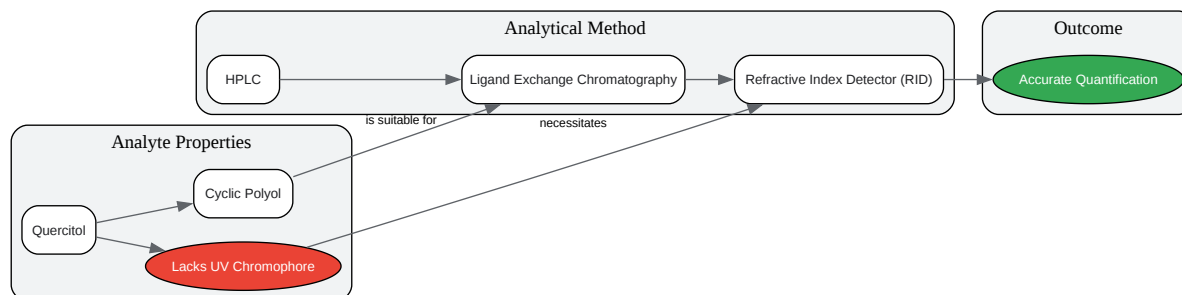 Analytical Method
Outcome
HPLC
Ligand Exchange Chromatography
Refractive Index Detector (RID)
Accurate Quantification
is suitable for
necessitates
Analyte Properties
Cyclic Polyol
Quercitol
Lacks UV Chromophore